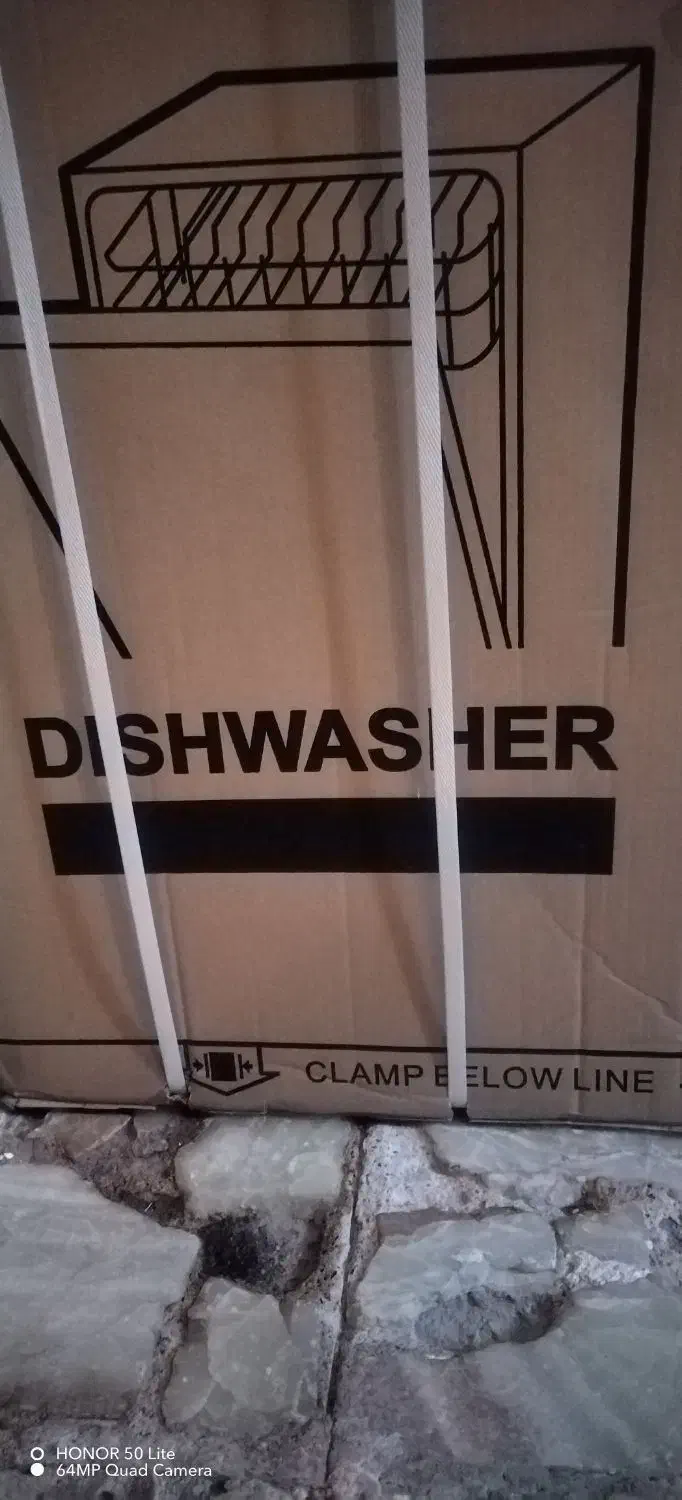 DISHWASHER
CLAMP BELOW LINE
HONOR 50 Lite
64MP Quad Camera